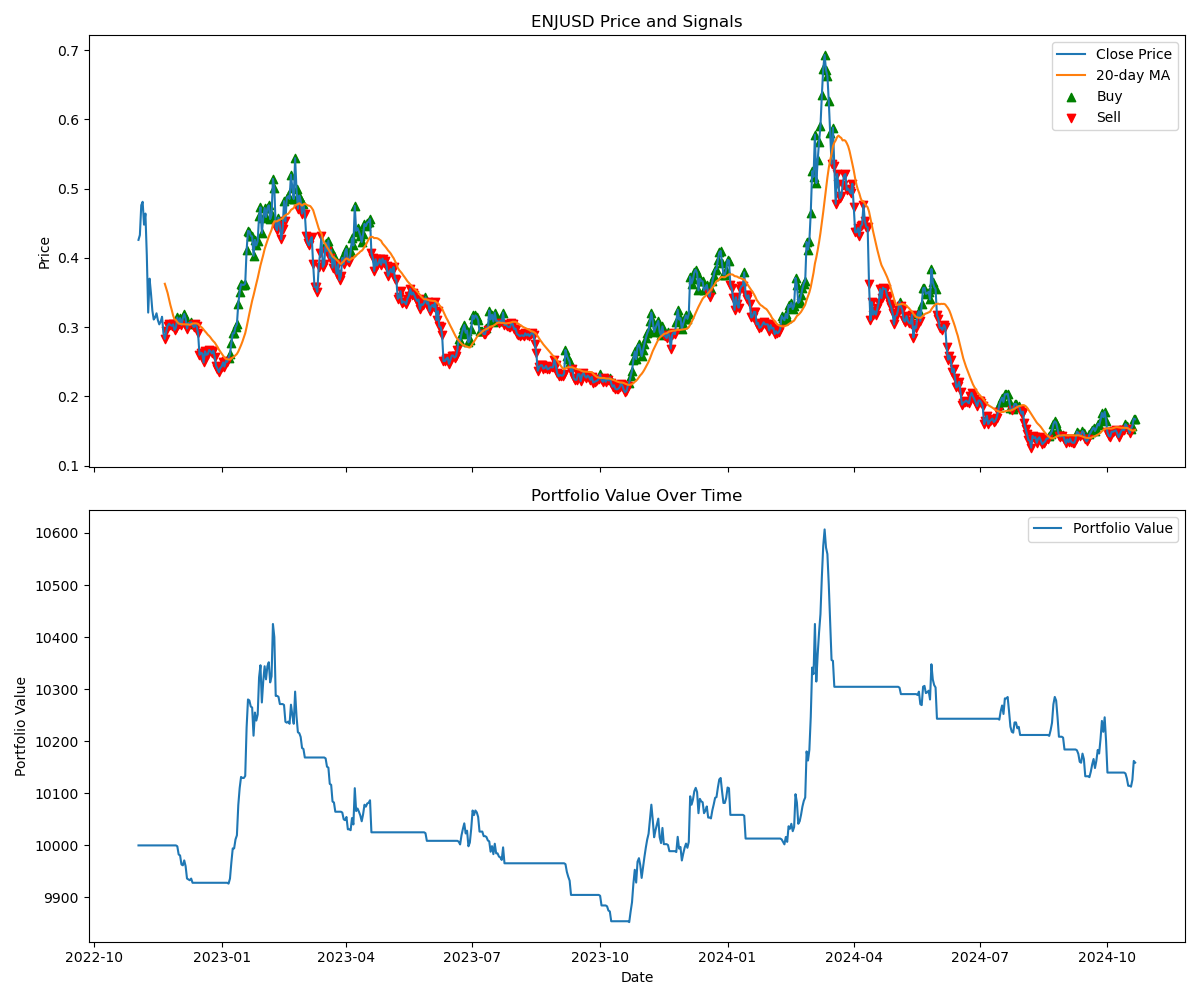 ENJUSD Price and Signals
Price
0.7
0.6
0.5
0.4
0.3
0.2
0.1
Close Price
20-day MA
Buy
Sell
Portfolio Value Over Time
Portfolio Value
10600
10500
10400
10300
10200
10100
10000
9900
Portfolio Value
2022-10 2023-01 2023-04 2023-07 2023-10 2024-01 2024-04 2024-07 2024-10
Date